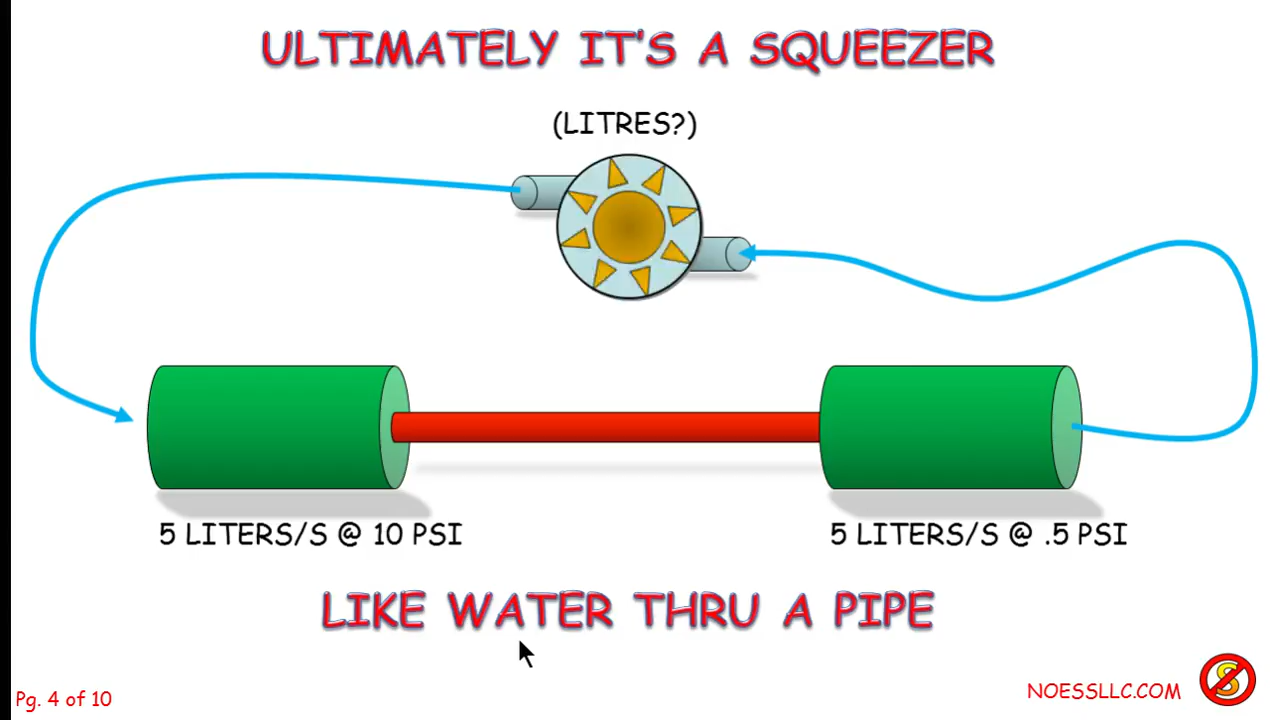 ULTIMATELY IT'S A SQUEEZER
(LITRES?)
5 LITERS/S @ 10 PSI
5 LITERS/S @ .5 PSI
LIKE WATER THRU A PIPE
Pg. 4 of 10
NOESSLLC.COM
S